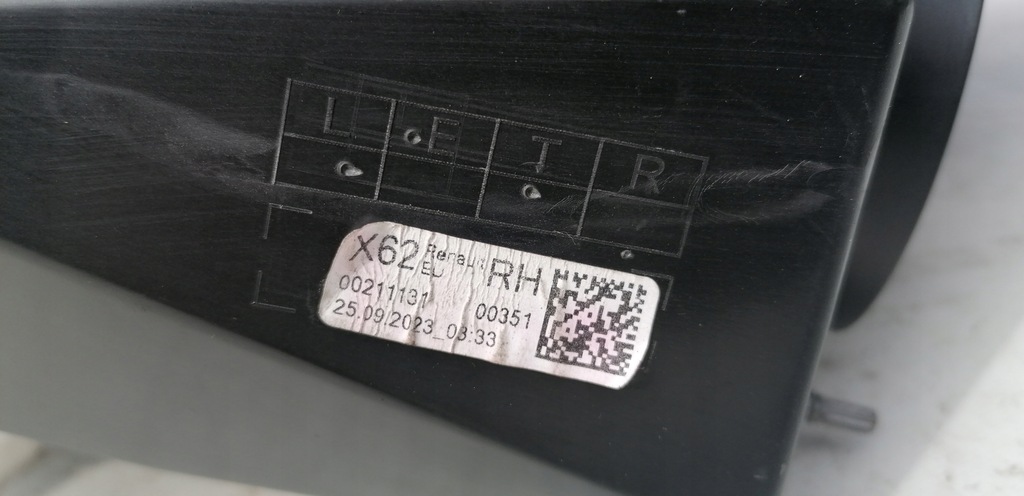 L E I R
X62 Renault EU RH
00211131 00351
25.09.2023_08:33